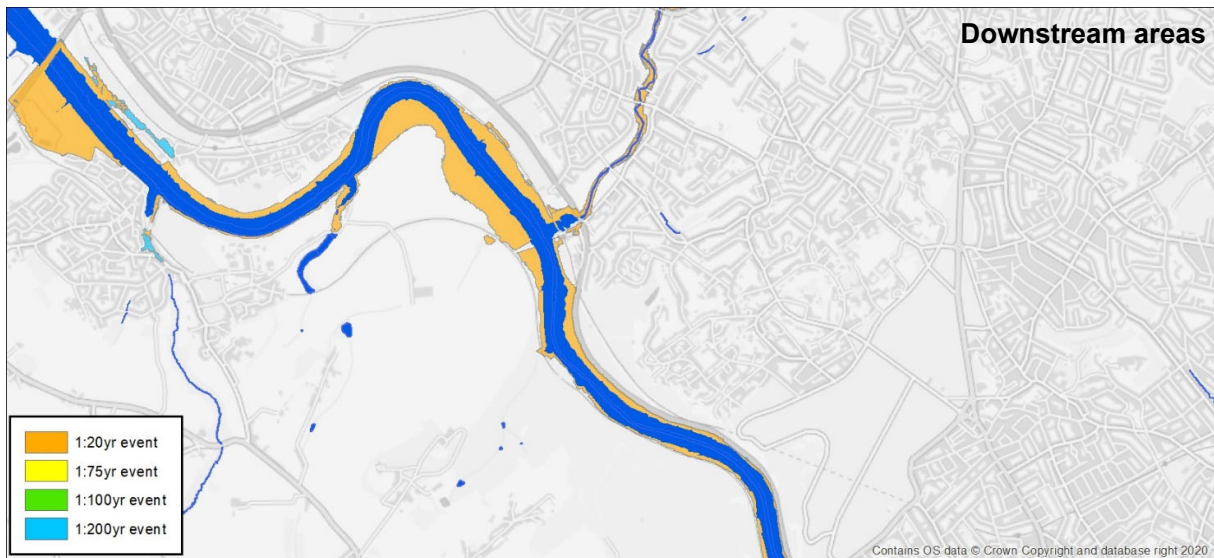 Downstream areas
1:20yr event
1:75yr event
1:100yr event
1:200yr event
Contains OS data © Crown Copyright and database right 2020